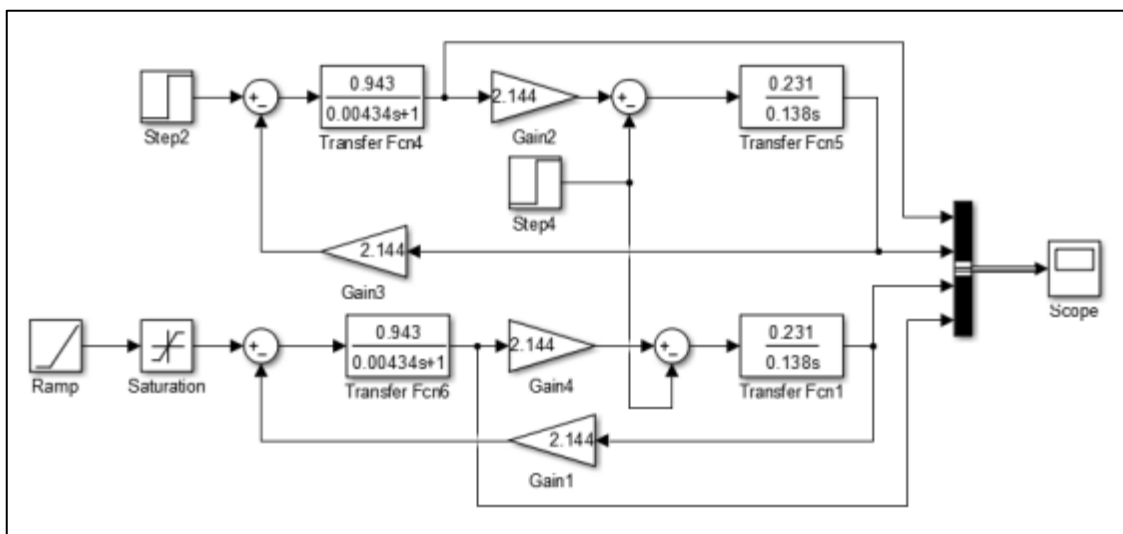 Step2
+
−
0.943
0.00434s+1
Transfer Fcn4
2.144
Gain2
+
−
0.231
0.138s
Transfer Fcn5
Step4
2.144
Gain3
Ramp
Saturation
+
−
0.943
0.00434s+1
Transfer Fcn6
2.144
Gain4
+
−
0.231
0.138s
Transfer Fcn1
2.144
Gain1
Scope